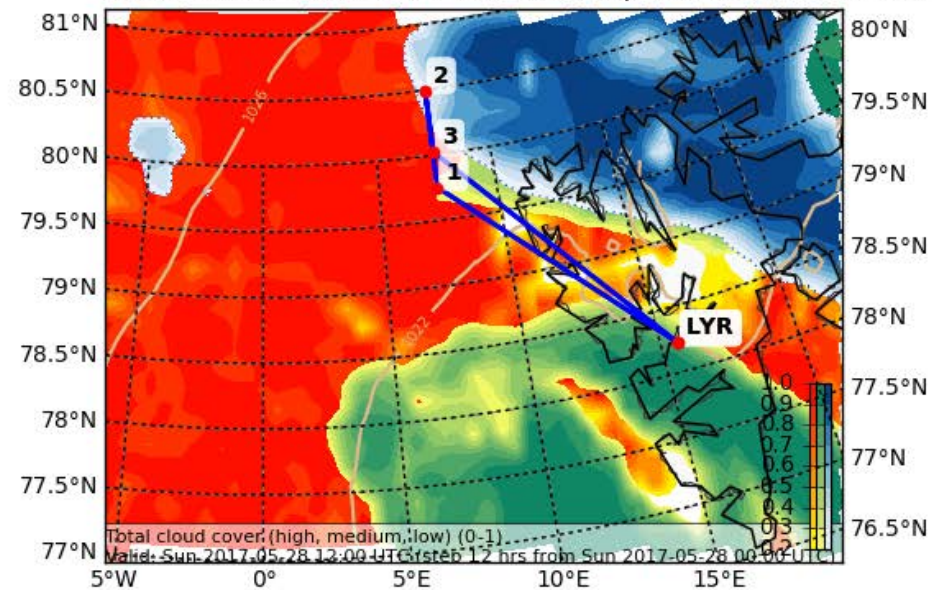 81°N
80°N
2
80.5°N
79.5°N
1026
3
80°N
79°N
1
79.5°N
78.5°N
79°N
78°N
1022
LYR
78.5°N
77.5°N
1.0
0.9
0.8
78°N
0.7
77°N
0.6
77.5°N
0.5
0.4
76.5°N
0.3
Total cloud cover (high, medium, low) (0-1)
0.2
77°N
Valid: Sun 2017-05-28 12:00 UTC (step 12 hrs from Sun 2017-05-28 00:00 UTC)
5°W 0° 5°E 10°E 15°E